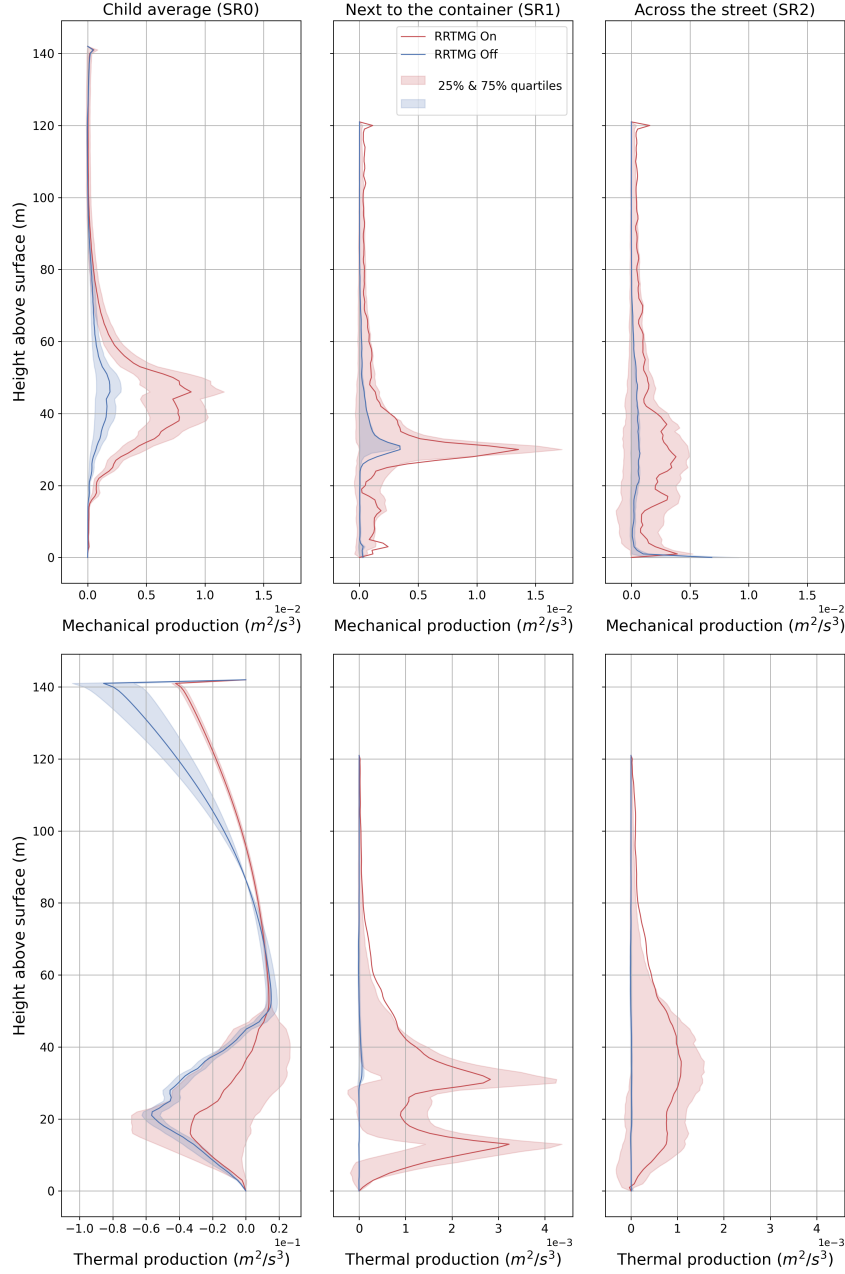 Child average (SR0)
Next to the container (SR1)
Across the street (SR2)
RRTMG On
RRTMG Off
25% & 75% quartiles
Height above surface (m)
140
120
100
80
60
40
20
0
0.0 0.5 1.0 1.5
1e−2
Mechanical production (m²/s³)
0.0 0.5 1.0 1.5
1e−2
Mechanical production (m²/s³)
0.0 0.5 1.0 1.5
1e−2
Mechanical production (m²/s³)
Height above surface (m)
140
120
100
80
60
40
20
0
−1.0 −0.8 −0.6 −0.4 −0.2 0.0 0.2
1e−1
Thermal production (m²/s³)
0 1 2 3 4
1e−3
Thermal production (m²/s³)
0 1 2 3 4
1e−3
Thermal production (m²/s³)